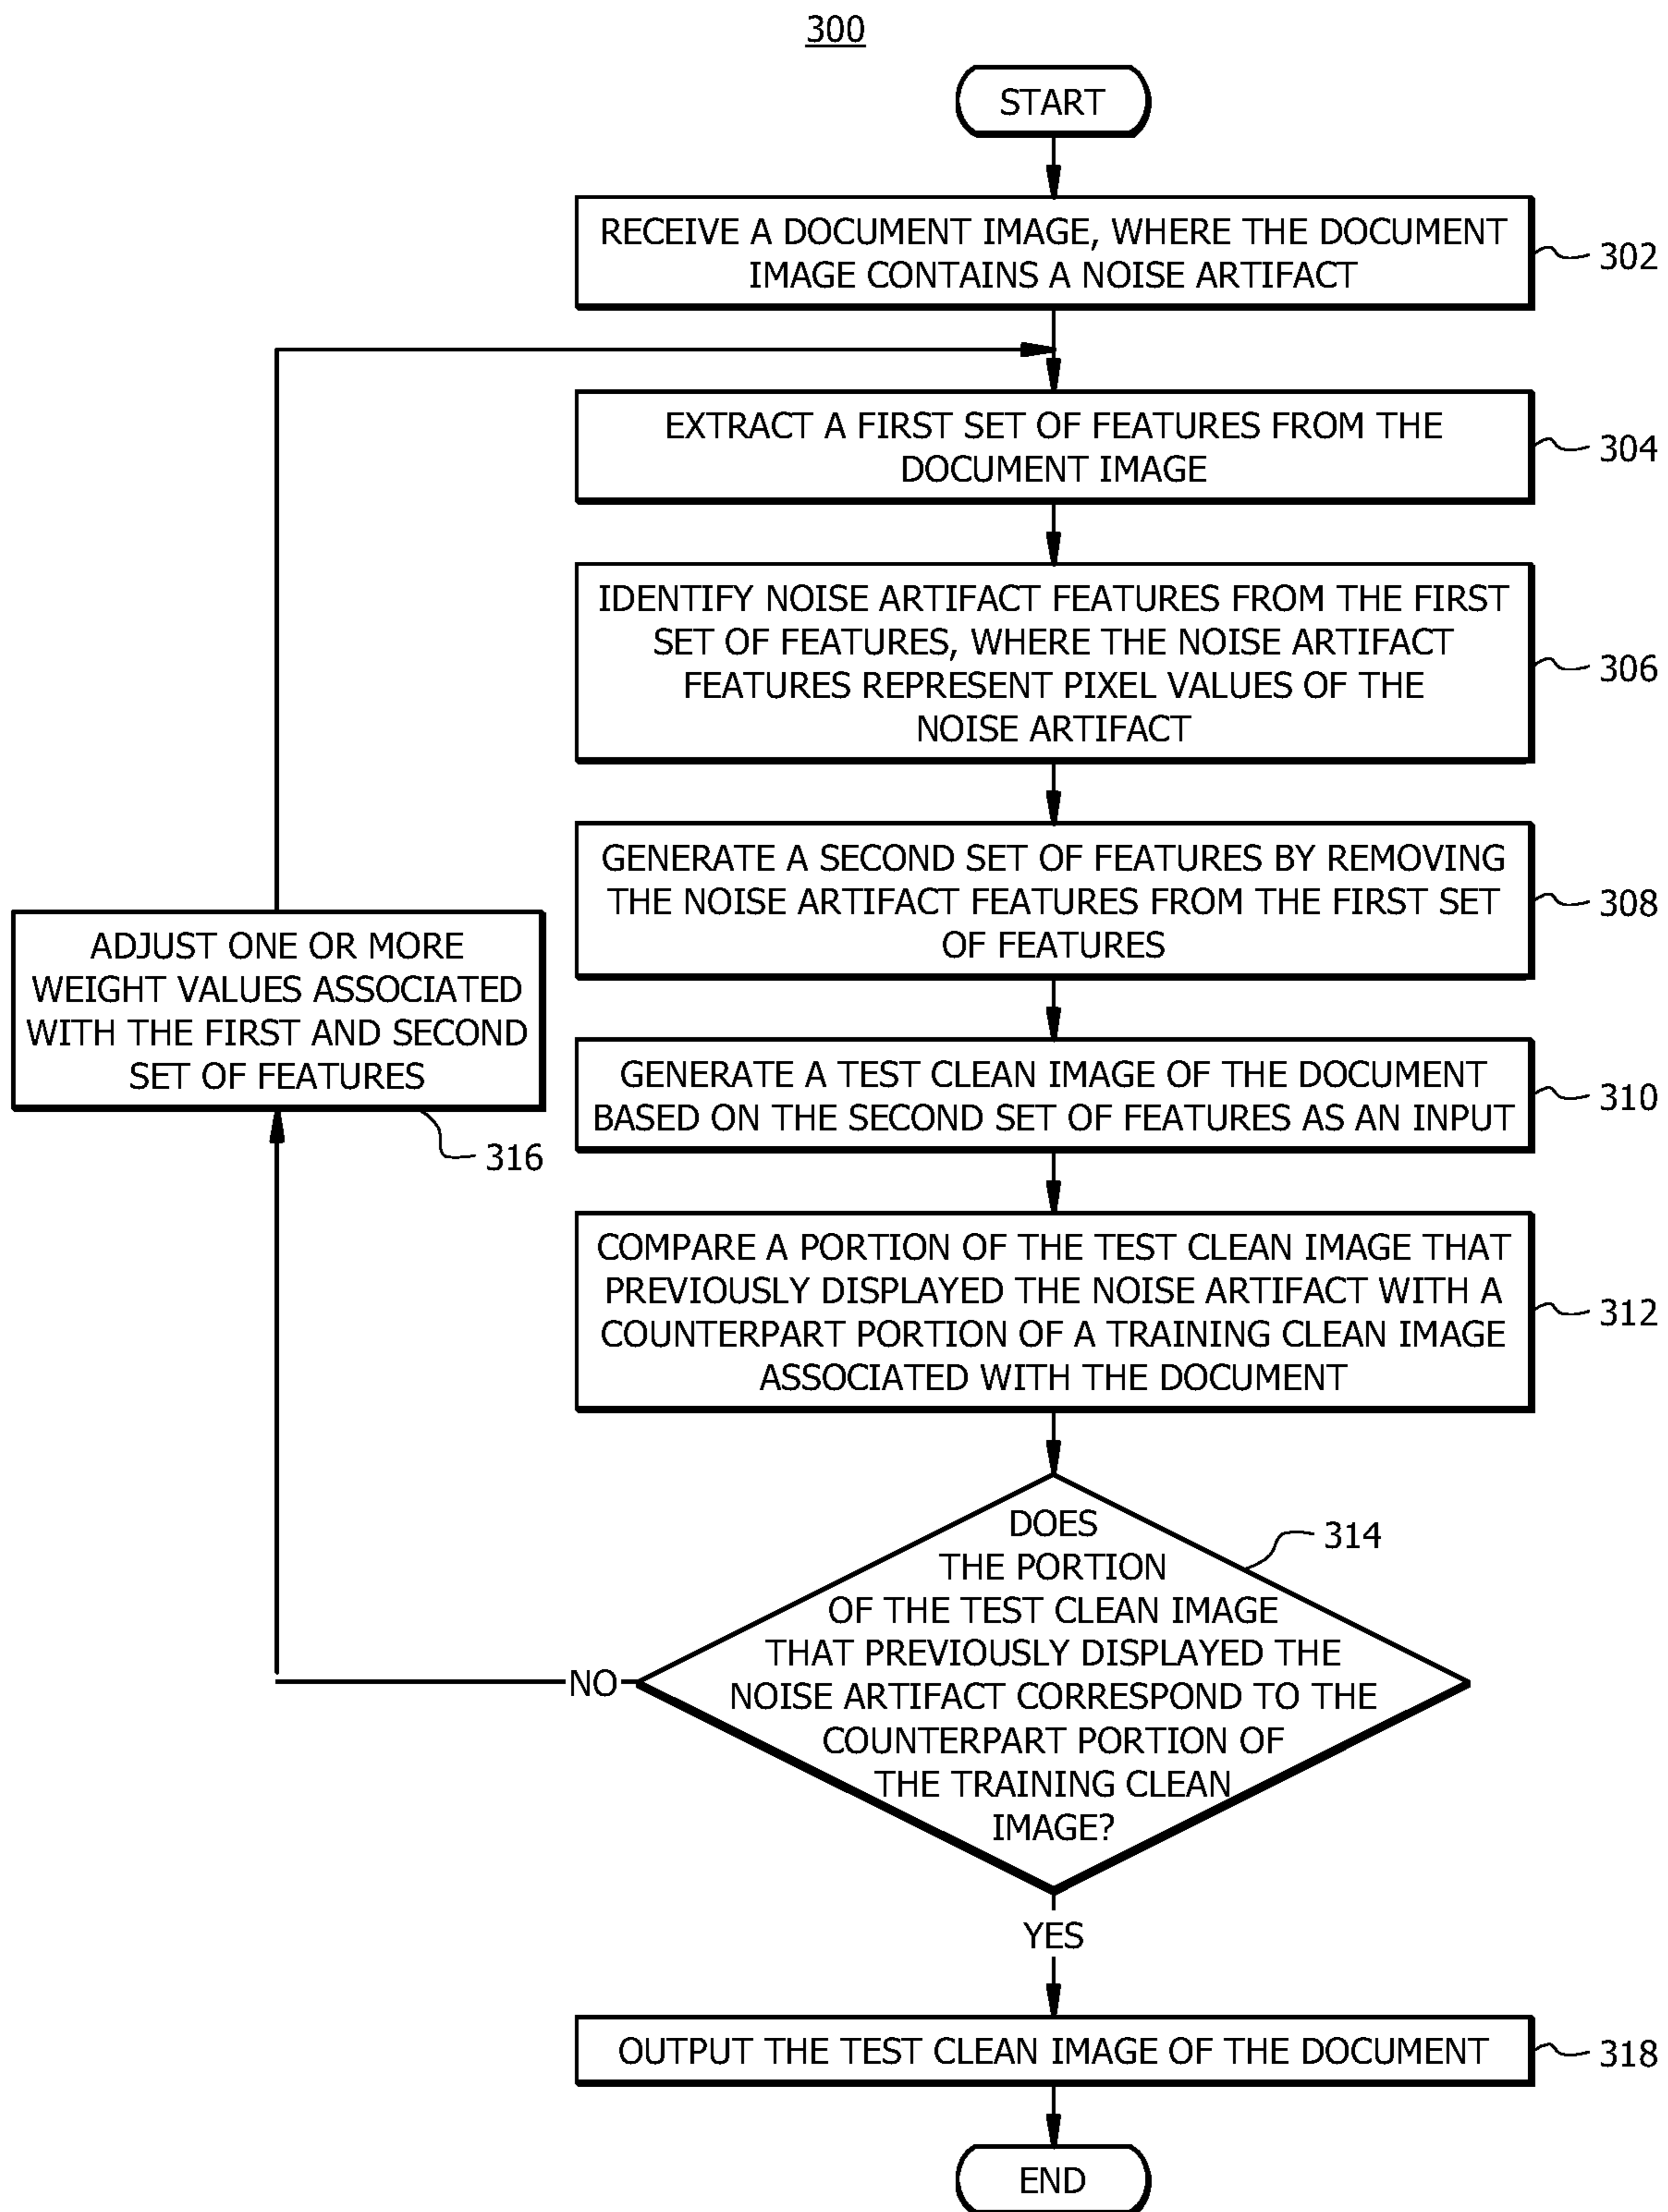 300
START
RECEIVE A DOCUMENT IMAGE, WHERE THE DOCUMENT
IMAGE CONTAINS A NOISE ARTIFACT
302
EXTRACT A FIRST SET OF FEATURES FROM THE
DOCUMENT IMAGE
304
IDENTIFY NOISE ARTIFACT FEATURES FROM THE FIRST
SET OF FEATURES, WHERE THE NOISE ARTIFACT
FEATURES REPRESENT PIXEL VALUES OF THE
NOISE ARTIFACT
306
GENERATE A SECOND SET OF FEATURES BY REMOVING
THE NOISE ARTIFACT FEATURES FROM THE FIRST SET
OF FEATURES
308
GENERATE A TEST CLEAN IMAGE OF THE DOCUMENT
BASED ON THE SECOND SET OF FEATURES AS AN INPUT
310
COMPARE A PORTION OF THE TEST CLEAN IMAGE THAT
PREVIOUSLY DISPLAYED THE NOISE ARTIFACT WITH A
COUNTERPART PORTION OF A TRAINING CLEAN IMAGE
ASSOCIATED WITH THE DOCUMENT
312
DOES
THE PORTION
OF THE TEST CLEAN IMAGE
THAT PREVIOUSLY DISPLAYED THE
NOISE ARTIFACT CORRESPOND TO THE
COUNTERPART PORTION OF
THE TRAINING CLEAN
IMAGE?
314
NO
ADJUST ONE OR MORE
WEIGHT VALUES ASSOCIATED
WITH THE FIRST AND SECOND
SET OF FEATURES
316
YES
OUTPUT THE TEST CLEAN IMAGE OF THE DOCUMENT
318
END